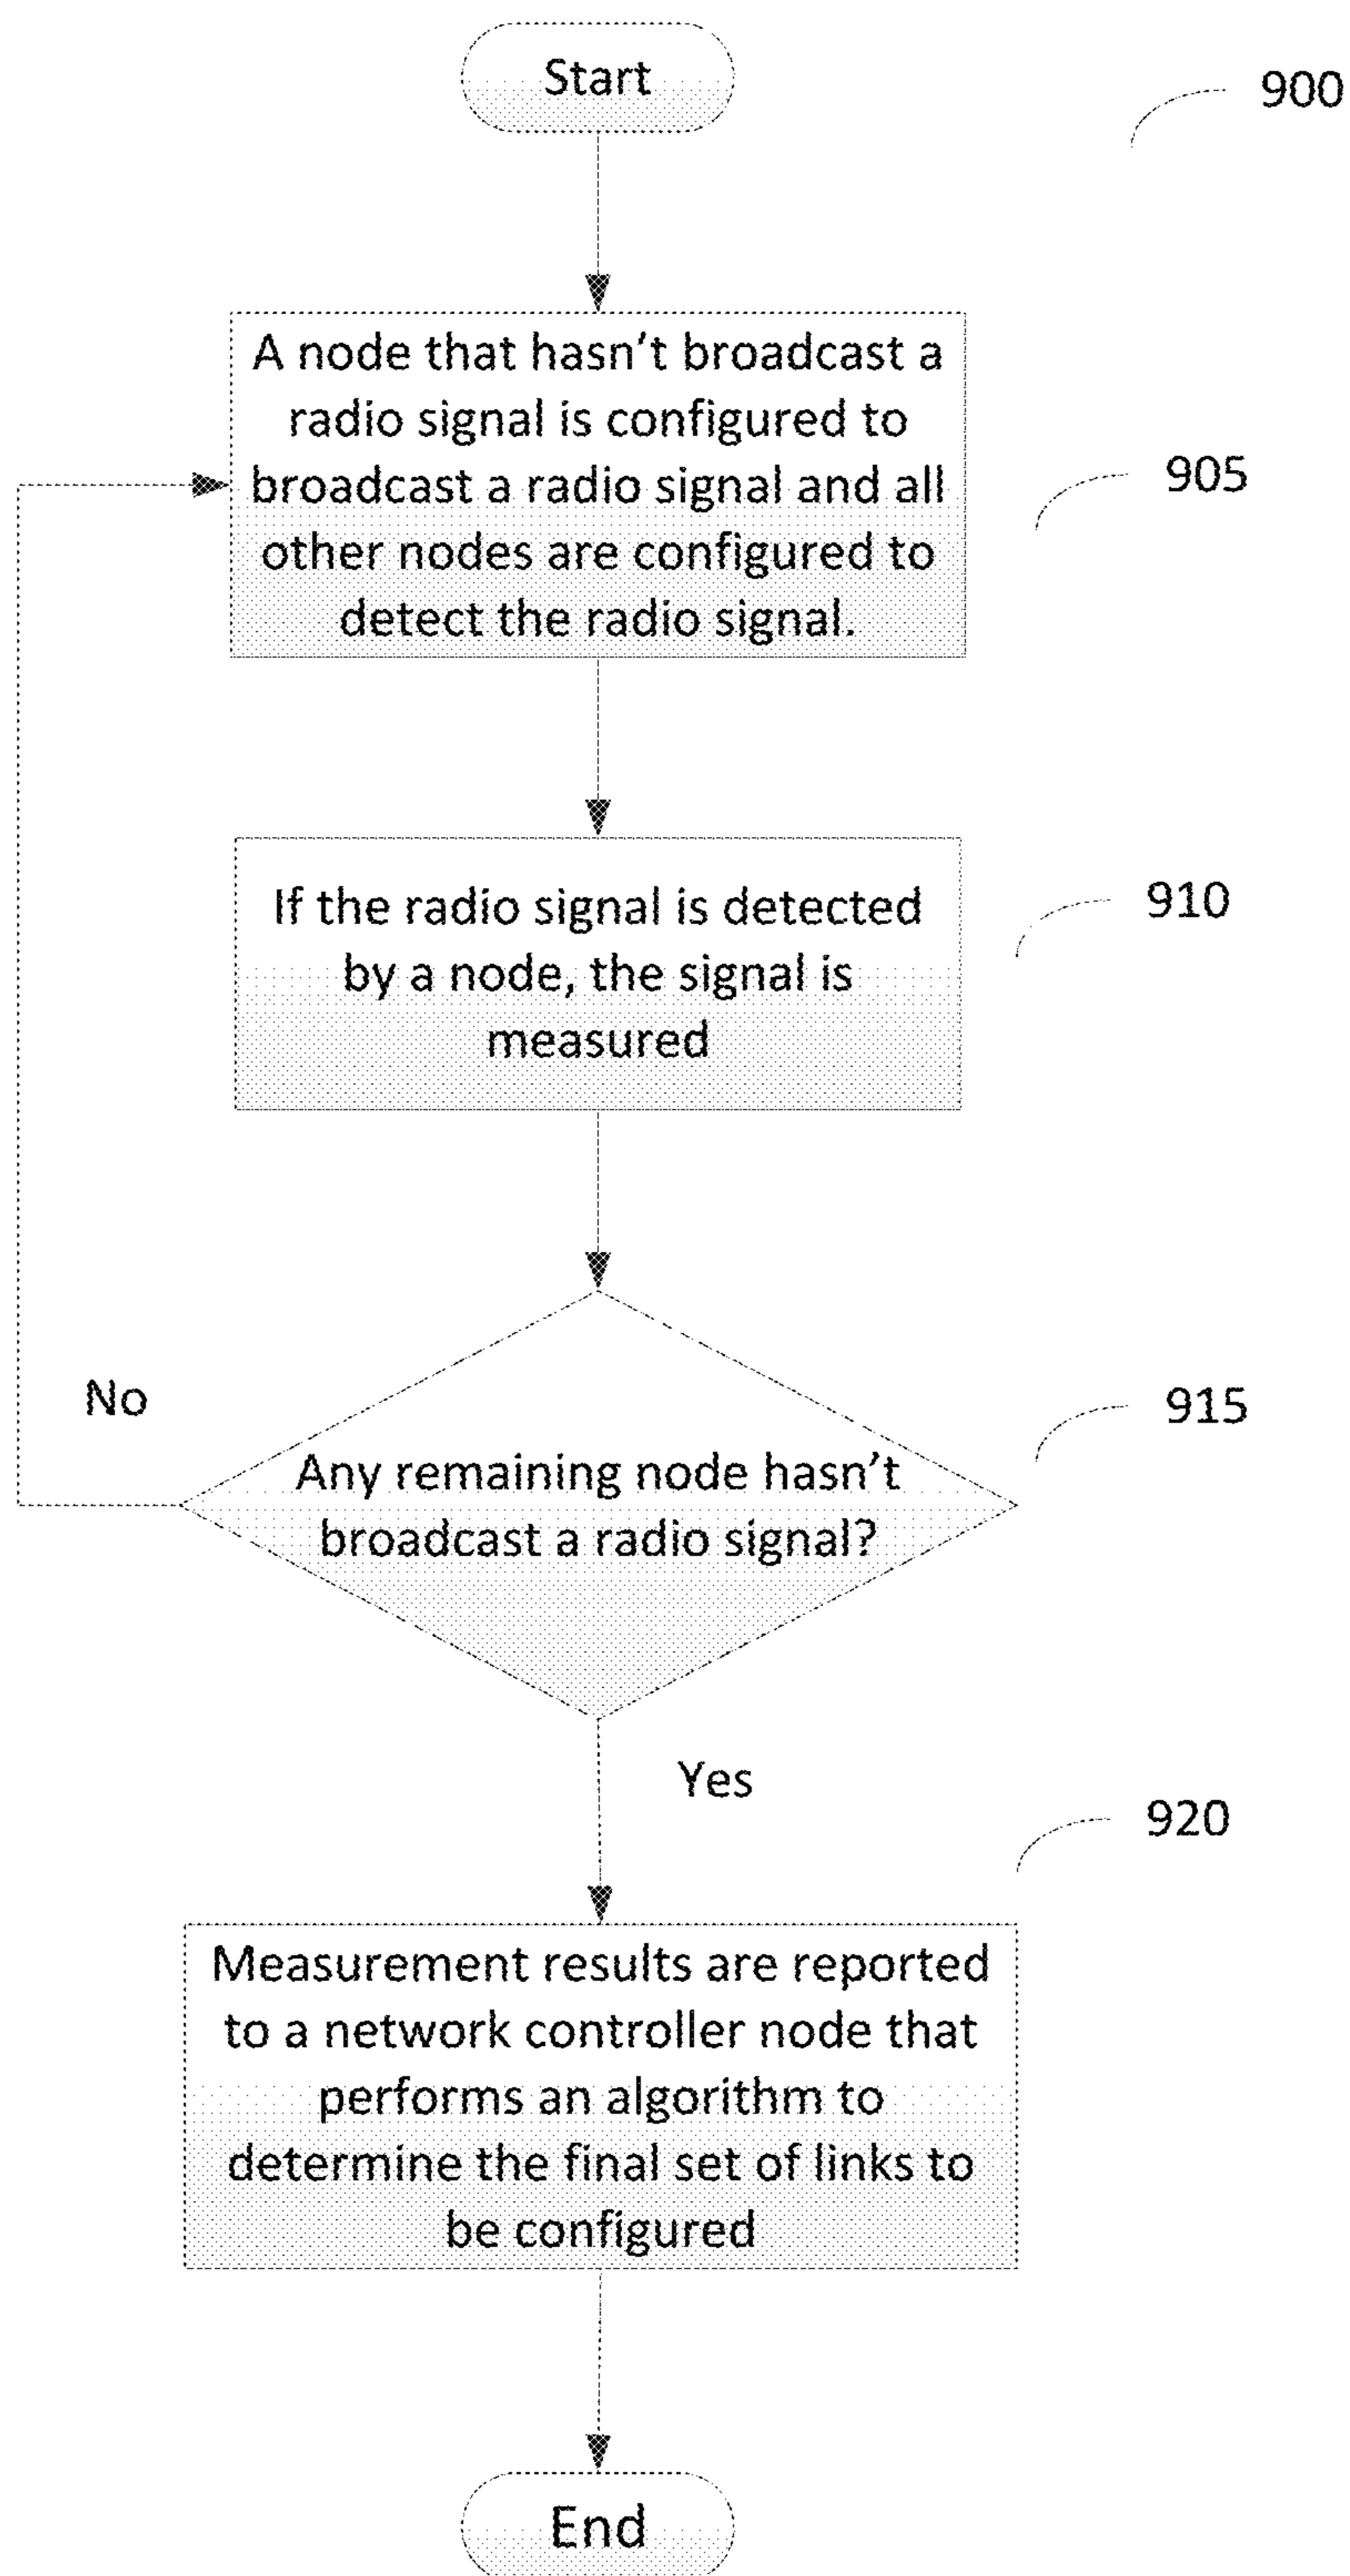 Start
900
A node that hasn't broadcast a
radio signal is configured to
broadcast a radio signal and all
other nodes are configured to
detect the radio signal.
905
If the radio signal is detected
by a node, the signal is
measured
910
No
Any remaining node hasn't
broadcast a radio signal?
915
Yes
920
Measurement results are reported
to a network controller node that
performs an algorithm to
determine the final set of links to
be configured
End